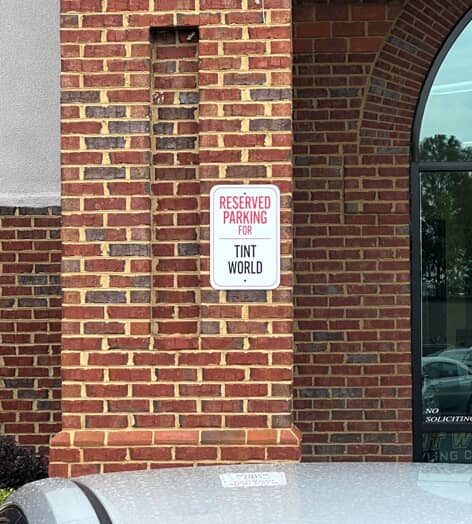 RESERVED
PARKING
FOR
TINT
WORLD
NO
SOLICITING